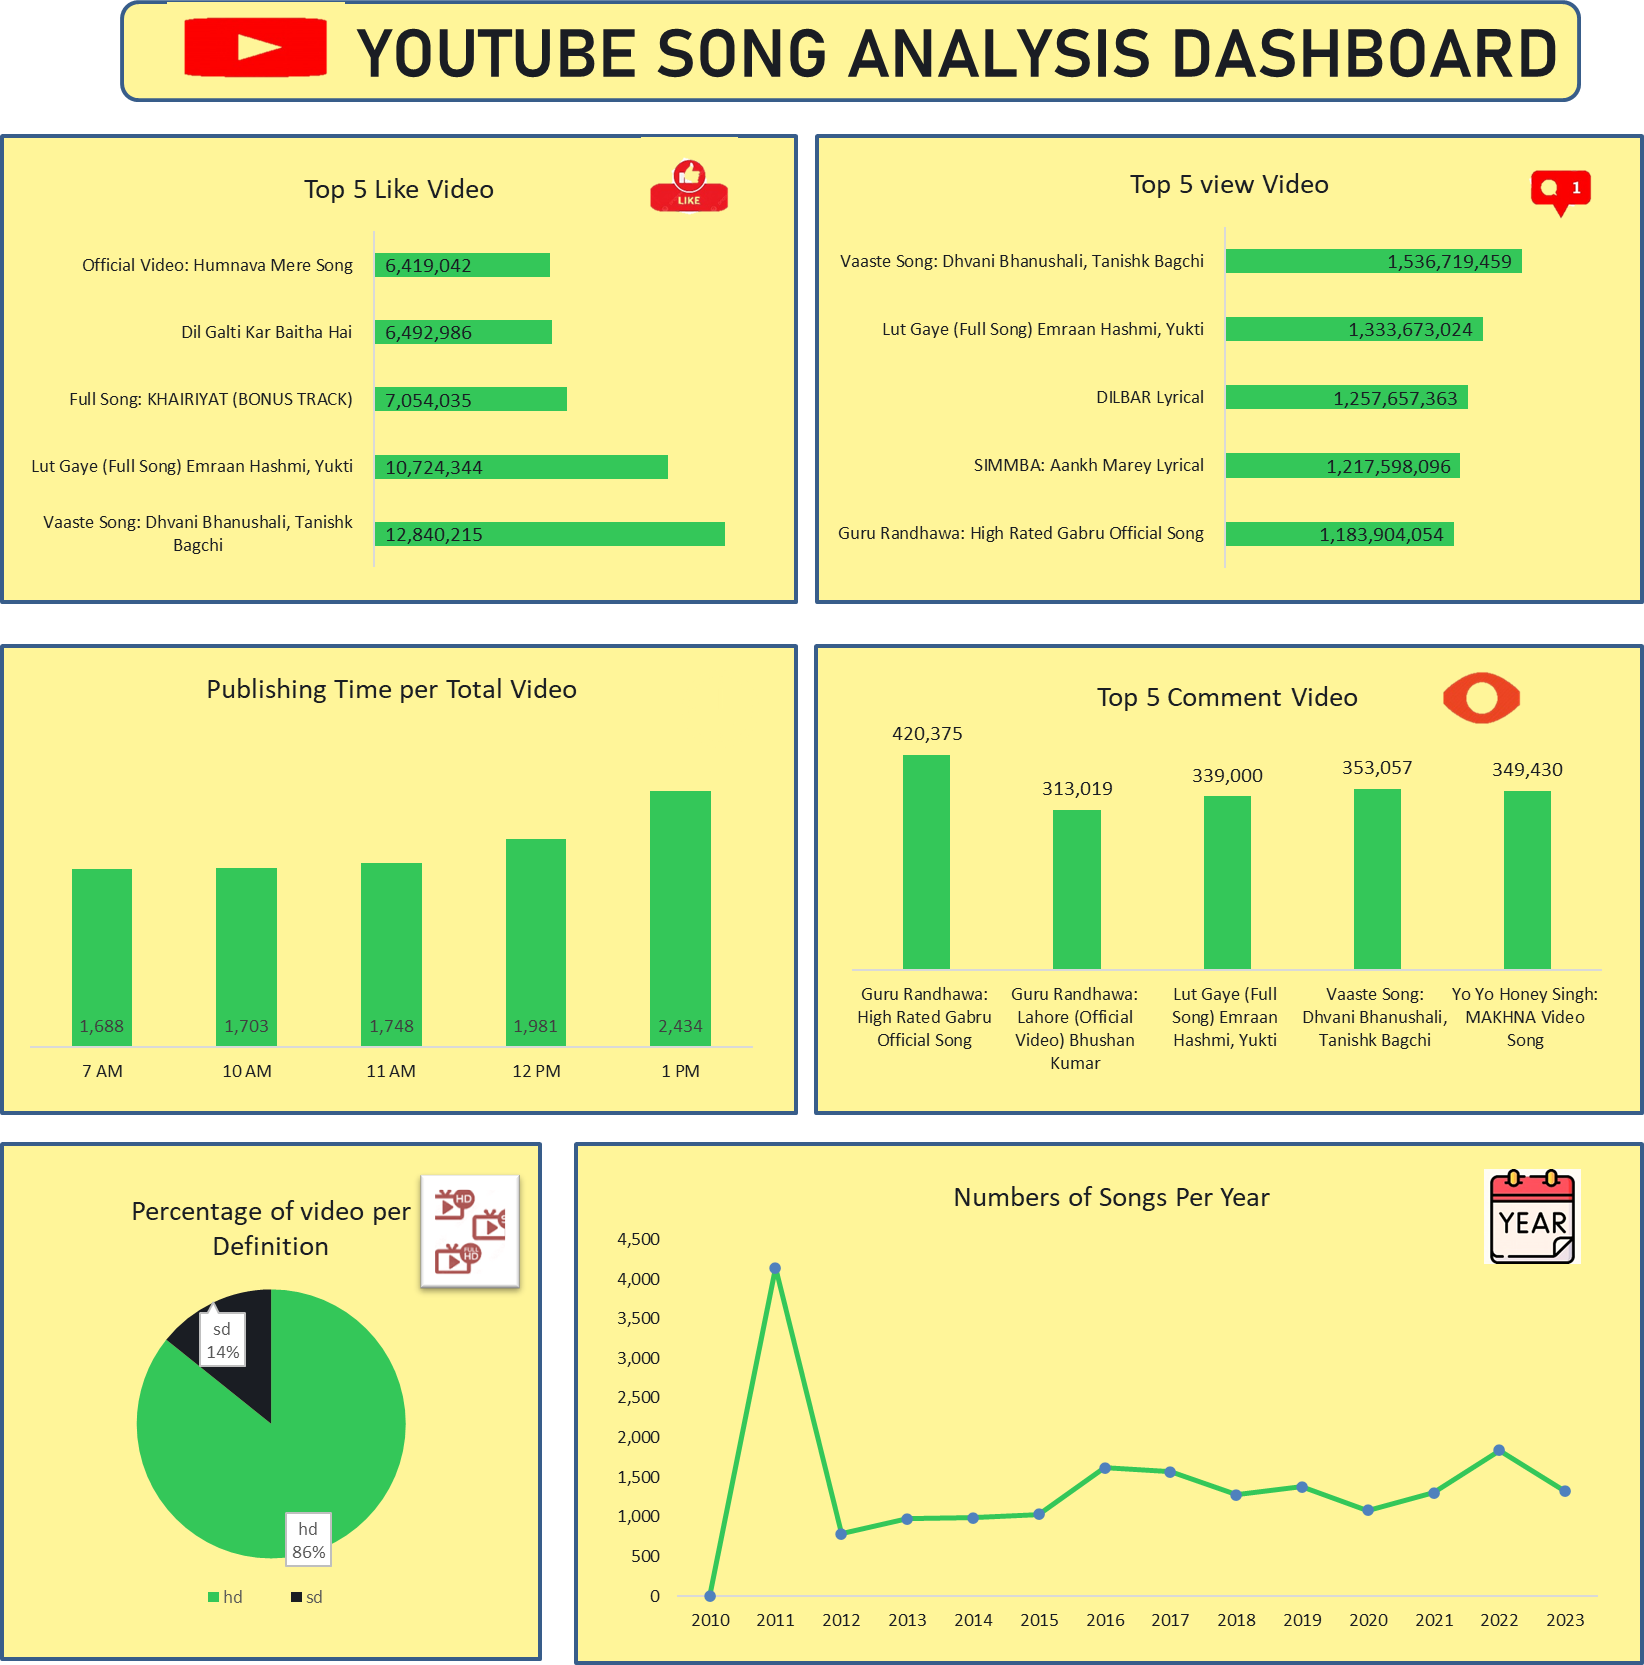 YOUTUBE SONG ANALYSIS DASHBOARD
Top 5 Like Video
LIKE
Official Video: Humnava Mere Song
6,419,042
Dil Galti Kar Baitha Hai
6,492,986
Full Song: KHAIRIYAT (BONUS TRACK)
7,054,035
Lut Gaye (Full Song) Emraan Hashmi, Yukti
10,724,344
Vaaste Song: Dhvani Bhanushali, Tanishk
Bagchi
12,840,215
Top 5 view Video
1
Vaaste Song: Dhvani Bhanushali, Tanishk Bagchi
1,536,719,459
Lut Gaye (Full Song) Emraan Hashmi, Yukti
1,333,673,024
DILBAR Lyrical
1,257,657,363
SIMMBA: Aankh Marey Lyrical
1,217,598,096
Guru Randhawa: High Rated Gabru Official Song
1,183,904,054
Publishing Time per Total Video
1,688
1,703
1,748
1,981
2,434
7 AM
10 AM
11 AM
12 PM
1 PM
Top 5 Comment Video
420,375
313,019
339,000
353,057
349,430
Guru Randhawa:
High Rated Gabru
Official Song
Guru Randhawa:
Lahore (Official
Video) Bhushan
Kumar
Lut Gaye (Full
Song) Emraan
Hashmi, Yukti
Vaaste Song:
Dhvani Bhanushali,
Tanishk Bagchi
Yo Yo Honey Singh:
MAKHNA Video
Song
Percentage of video per
Definition
HD
FULL
HD
sd
14%
hd
86%
hd
sd
Numbers of Songs Per Year
YEAR
4,500
4,000
3,500
3,000
2,500
2,000
1,500
1,000
500
0
2010
2011
2012
2013
2014
2015
2016
2017
2018
2019
2020
2021
2022
2023